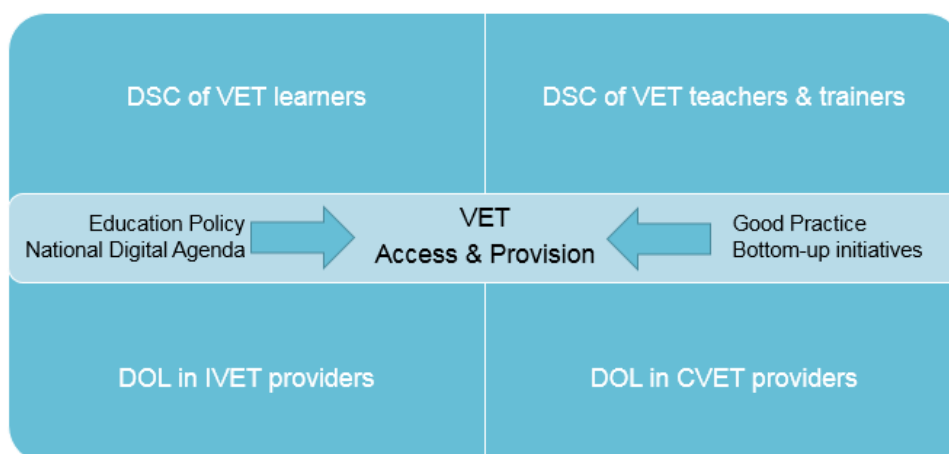 DSC of VET learners
DSC of VET teachers & trainers
Education Policy
National Digital Agenda
VET
Access & Provision
Good Practice
Bottom-up initiatives
DOL in IVET providers
DOL in CVET providers